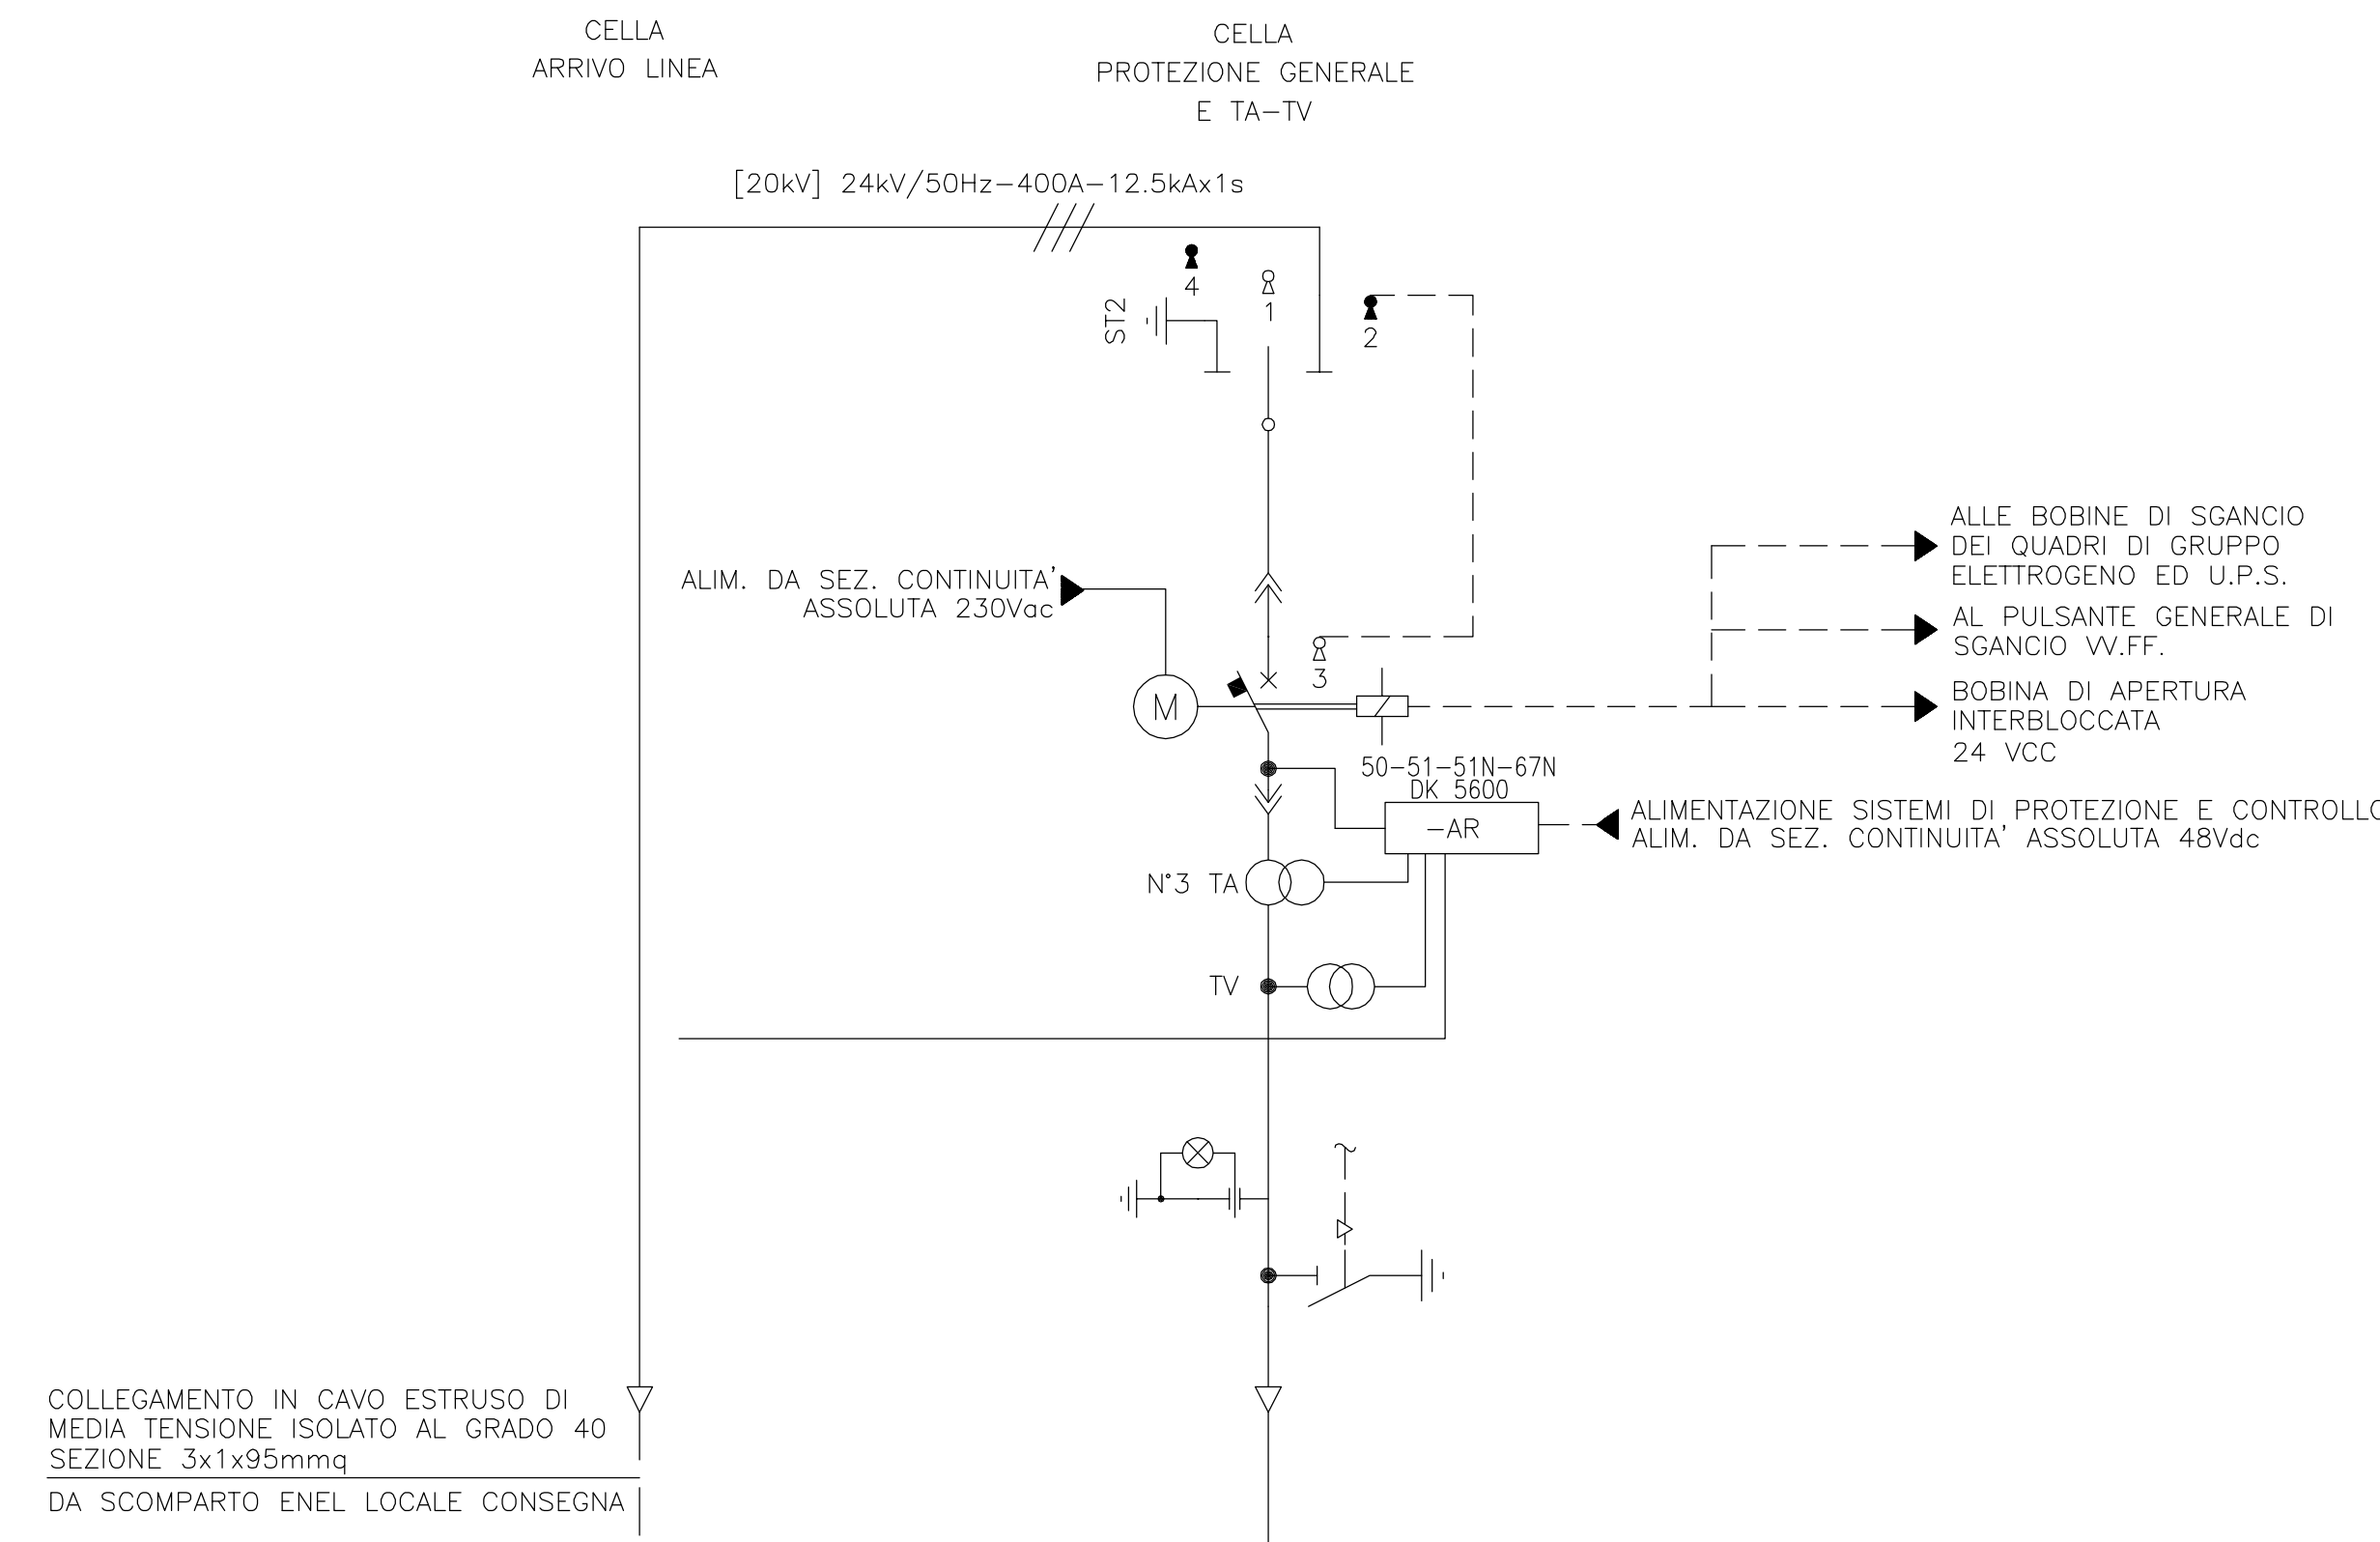 CELLA
ARRIVO LINEA
CELLA
PROTEZIONE GENERALE
E TA-TV
[20kV] 24kV/50Hz-400A-12.5kAx1s
4
1
2
ST2
ALIM. DA SEZ. CONTINUITA'
ASSOLUTA 230Vac
3
M
ALLE BOBINE DI SGANCIO
DEI QUADRI DI GRUPPO
ELETTROGENO ED U.P.S.
AL PULSANTE GENERALE DI
SGANCIO VV.FF.
BOBINA DI APERTURA
INTERBLOCCATA
24 VCC
50-51-51N-67N
DK 5600
-AR
ALIMENTAZIONE SISTEMI DI PROTEZIONE E CONTROLLO
ALIM. DA SEZ. CONTINUITA' ASSOLUTA 48Vdc
N°3 TA
TV
COLLEGAMENTO IN CAVO ESTRUSO DI
MEDIA TENSIONE ISOLATO AL GRADO 40
SEZIONE 3x1x95mmq
DA SCOMPARTO ENEL LOCALE CONSEGNA